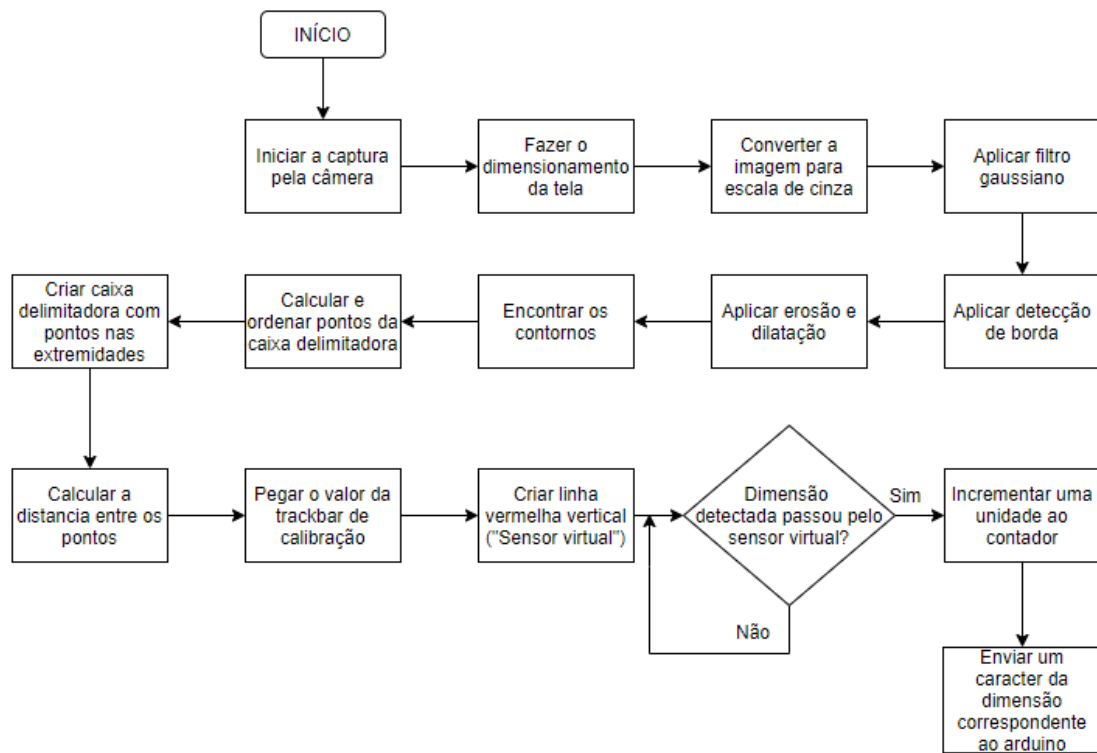 INÍCIO
Iniciar a captura
pela câmera
Fazer o
dimensionamento
da tela
Converter a
imagem para
escala de cinza
Aplicar filtro
gaussiano
Aplicar detecção
de borda
Aplicar erosão e
dilatação
Encontrar os
contornos
Calcular e
ordenar pontos da
caixa delimitadora
Criar caixa
delimitadora com
pontos nas
extremidades
Calcular a
distancia entre os
pontos
Pegar o valor da
trackbar de
calibração
Criar linha
vermelha vertical
("Sensor virtual")
Dimensão
detectada passou pelo
sensor virtual?
Sim
Não
Incrementar uma
unidade ao
contador
Enviar um
caracter da
dimensão
correspondente
ao arduino